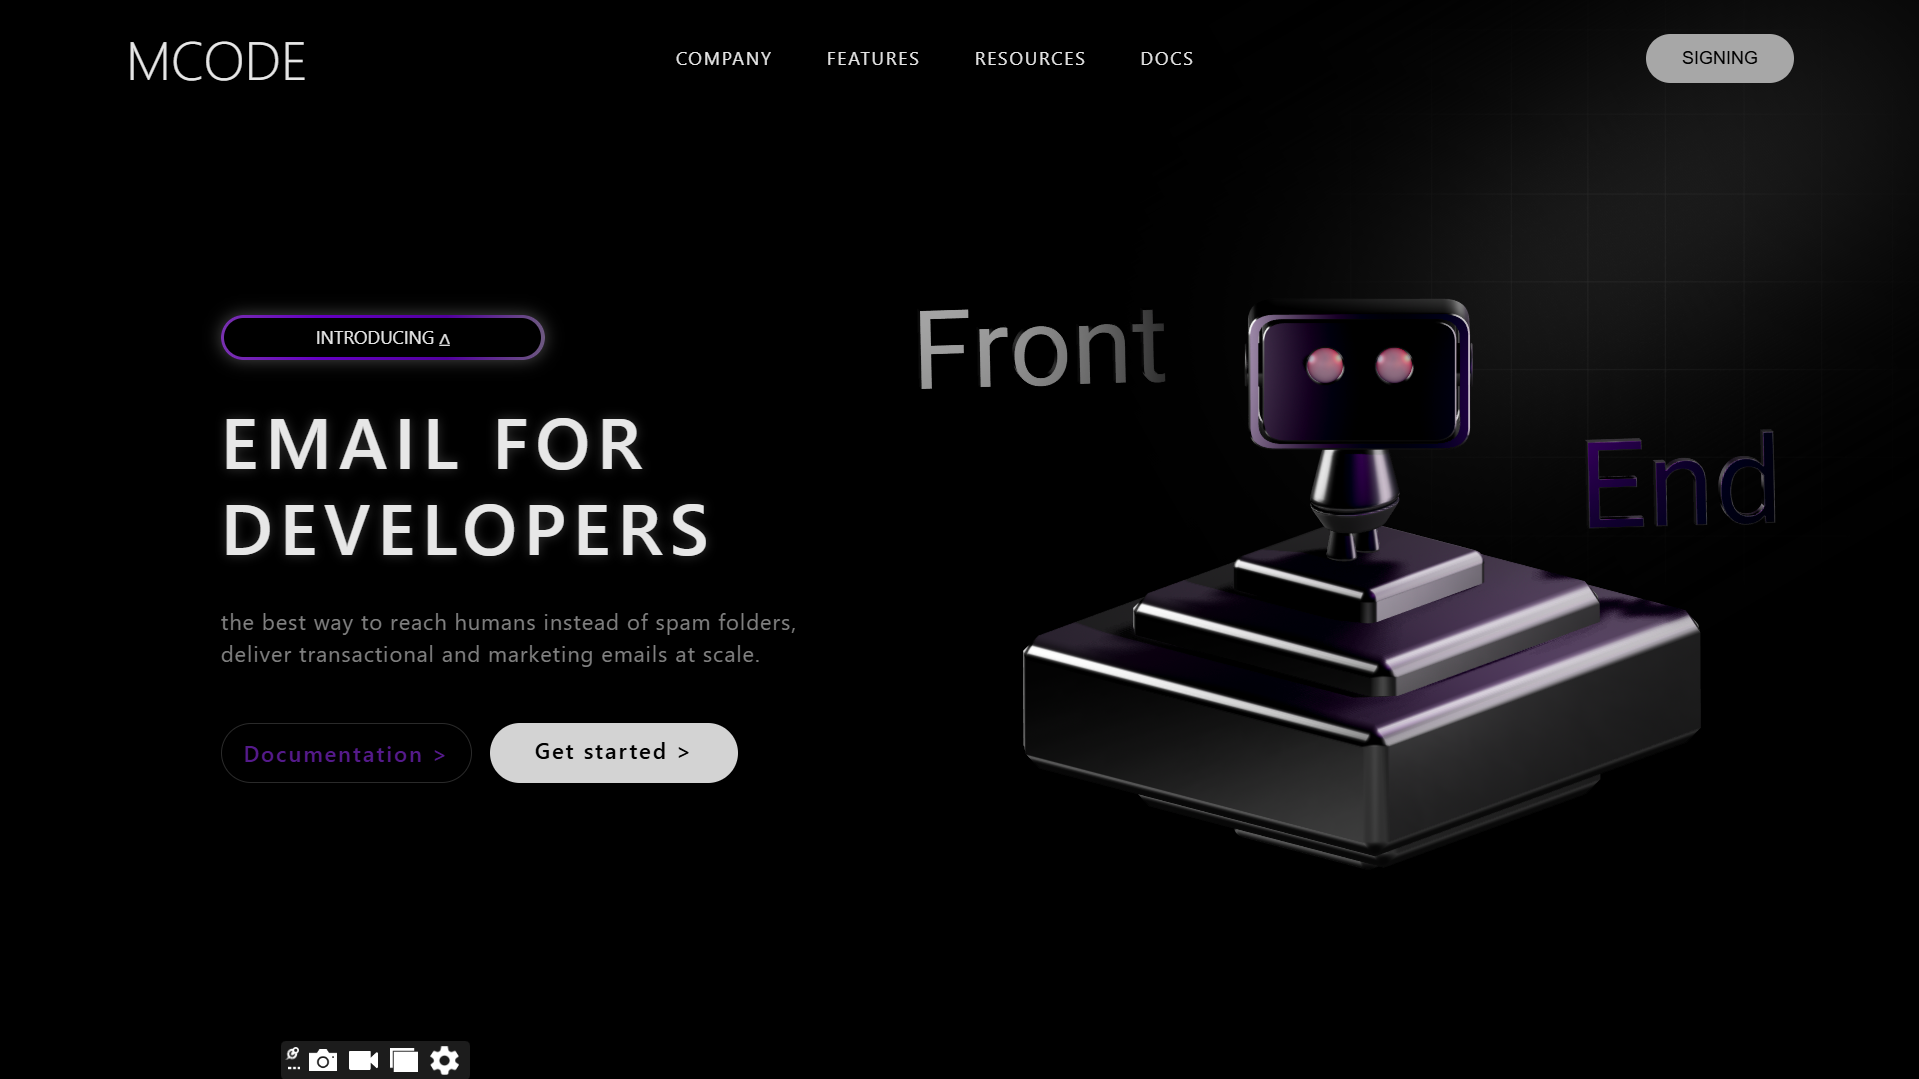 MCODE
COMPANY
FEATURES
RESOURCES
DOCS
SIGNING
INTRODUCING △
EMAIL FOR
DEVELOPERS
the best way to reach humans instead of spam folders,
deliver transactional and marketing emails at scale.
Documentation >
Get started >
Front
End